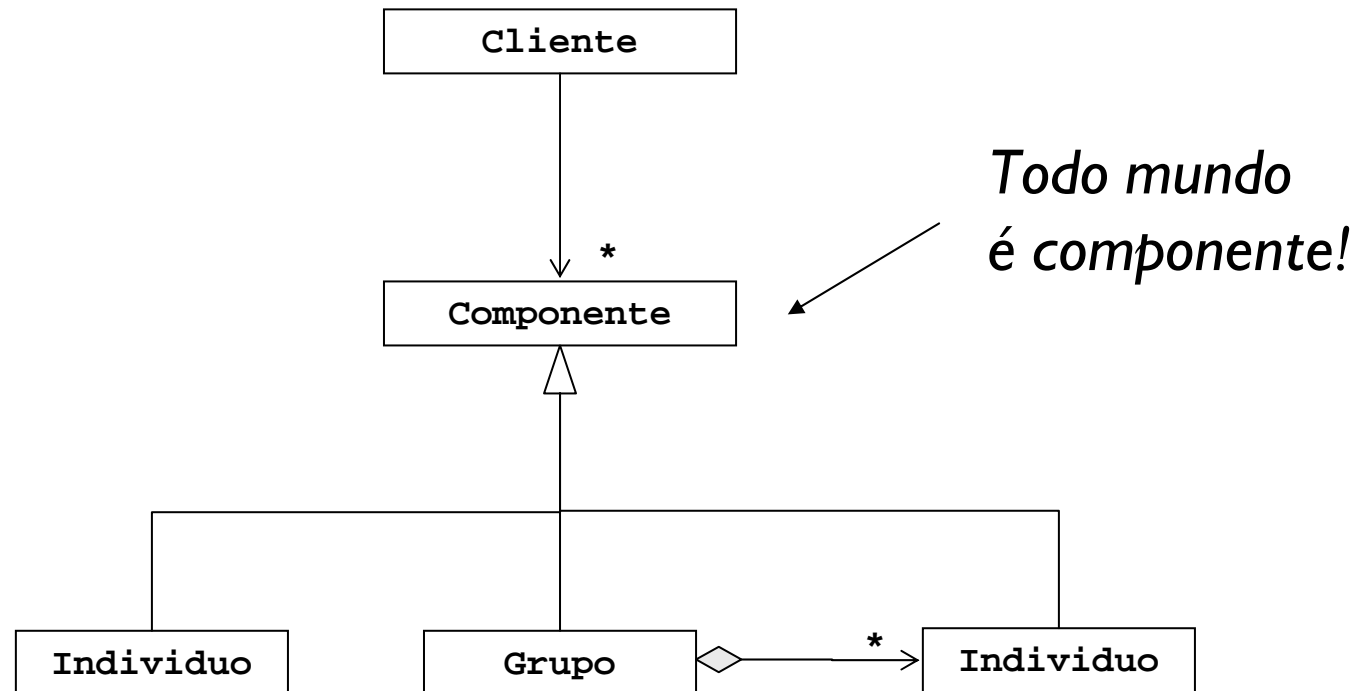 Cliente
Todo mundo
é componente!
*
Componente
Individuo
Grupo
*
Individuo